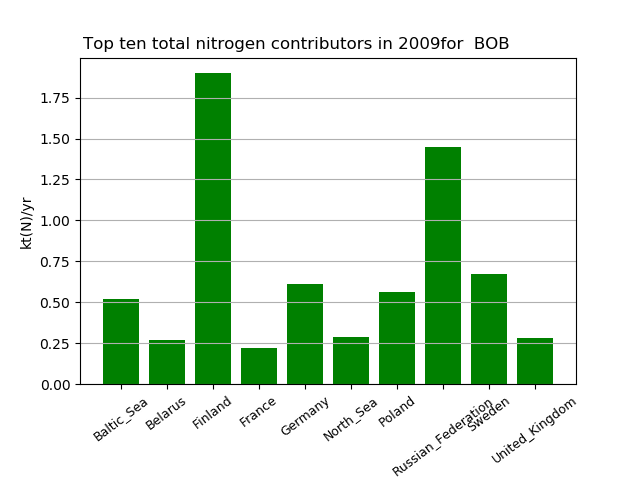 Top ten total nitrogen contributors in 2009for  BOB
kt(N)/yr
1.75
1.50
1.25
1.00
0.75
0.50
0.25
0.00
Baltic_Sea
Belarus
Finland
France
Germany
North_Sea
Poland
Russian_Federation
Sweden
United_Kingdom